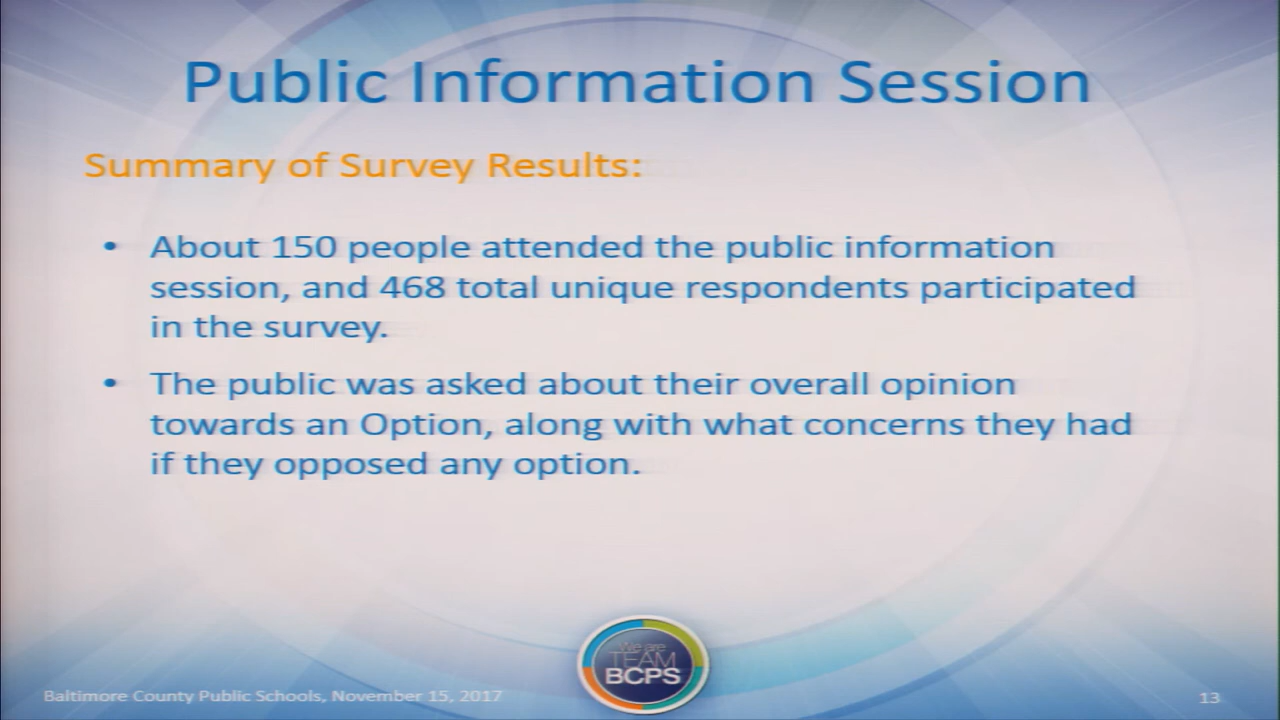 Public Information Session
Summary of Survey Results:
• About 150 people attended the public information
session, and 468 total unique respondents participated
in the survey.
• The public was asked about their overall opinion
towards an Option, along with what concerns they had
if they opposed any option.
We are
TEAM
BCPS
Baltimore County Public Schools, November 15, 2017
13